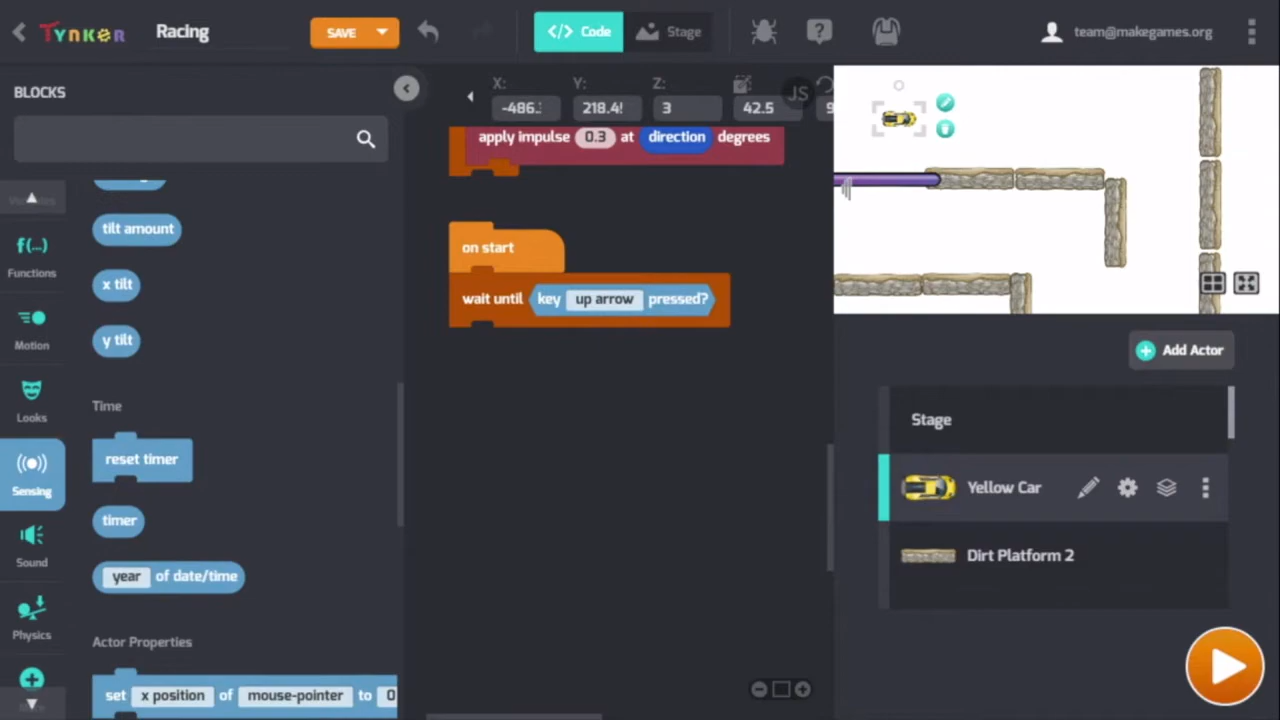 TYNKER Racing SAVE </> Code Stage team@makegames.org
BLOCKS
tilt amount
x tilt
y tilt
Time
reset timer
timer
year of date/time
Actor Properties
set x position of mouse-pointer to 0
f(...)
Functions
Motion
Looks
Sensing
Sound
Physics
X: Y: Z: JS
-486. 218.4 3 42.5 9
apply impulse 0.3 at direction degrees
on start
wait until key up arrow pressed?
Add Actor
Stage
Yellow Car
Dirt Platform 2